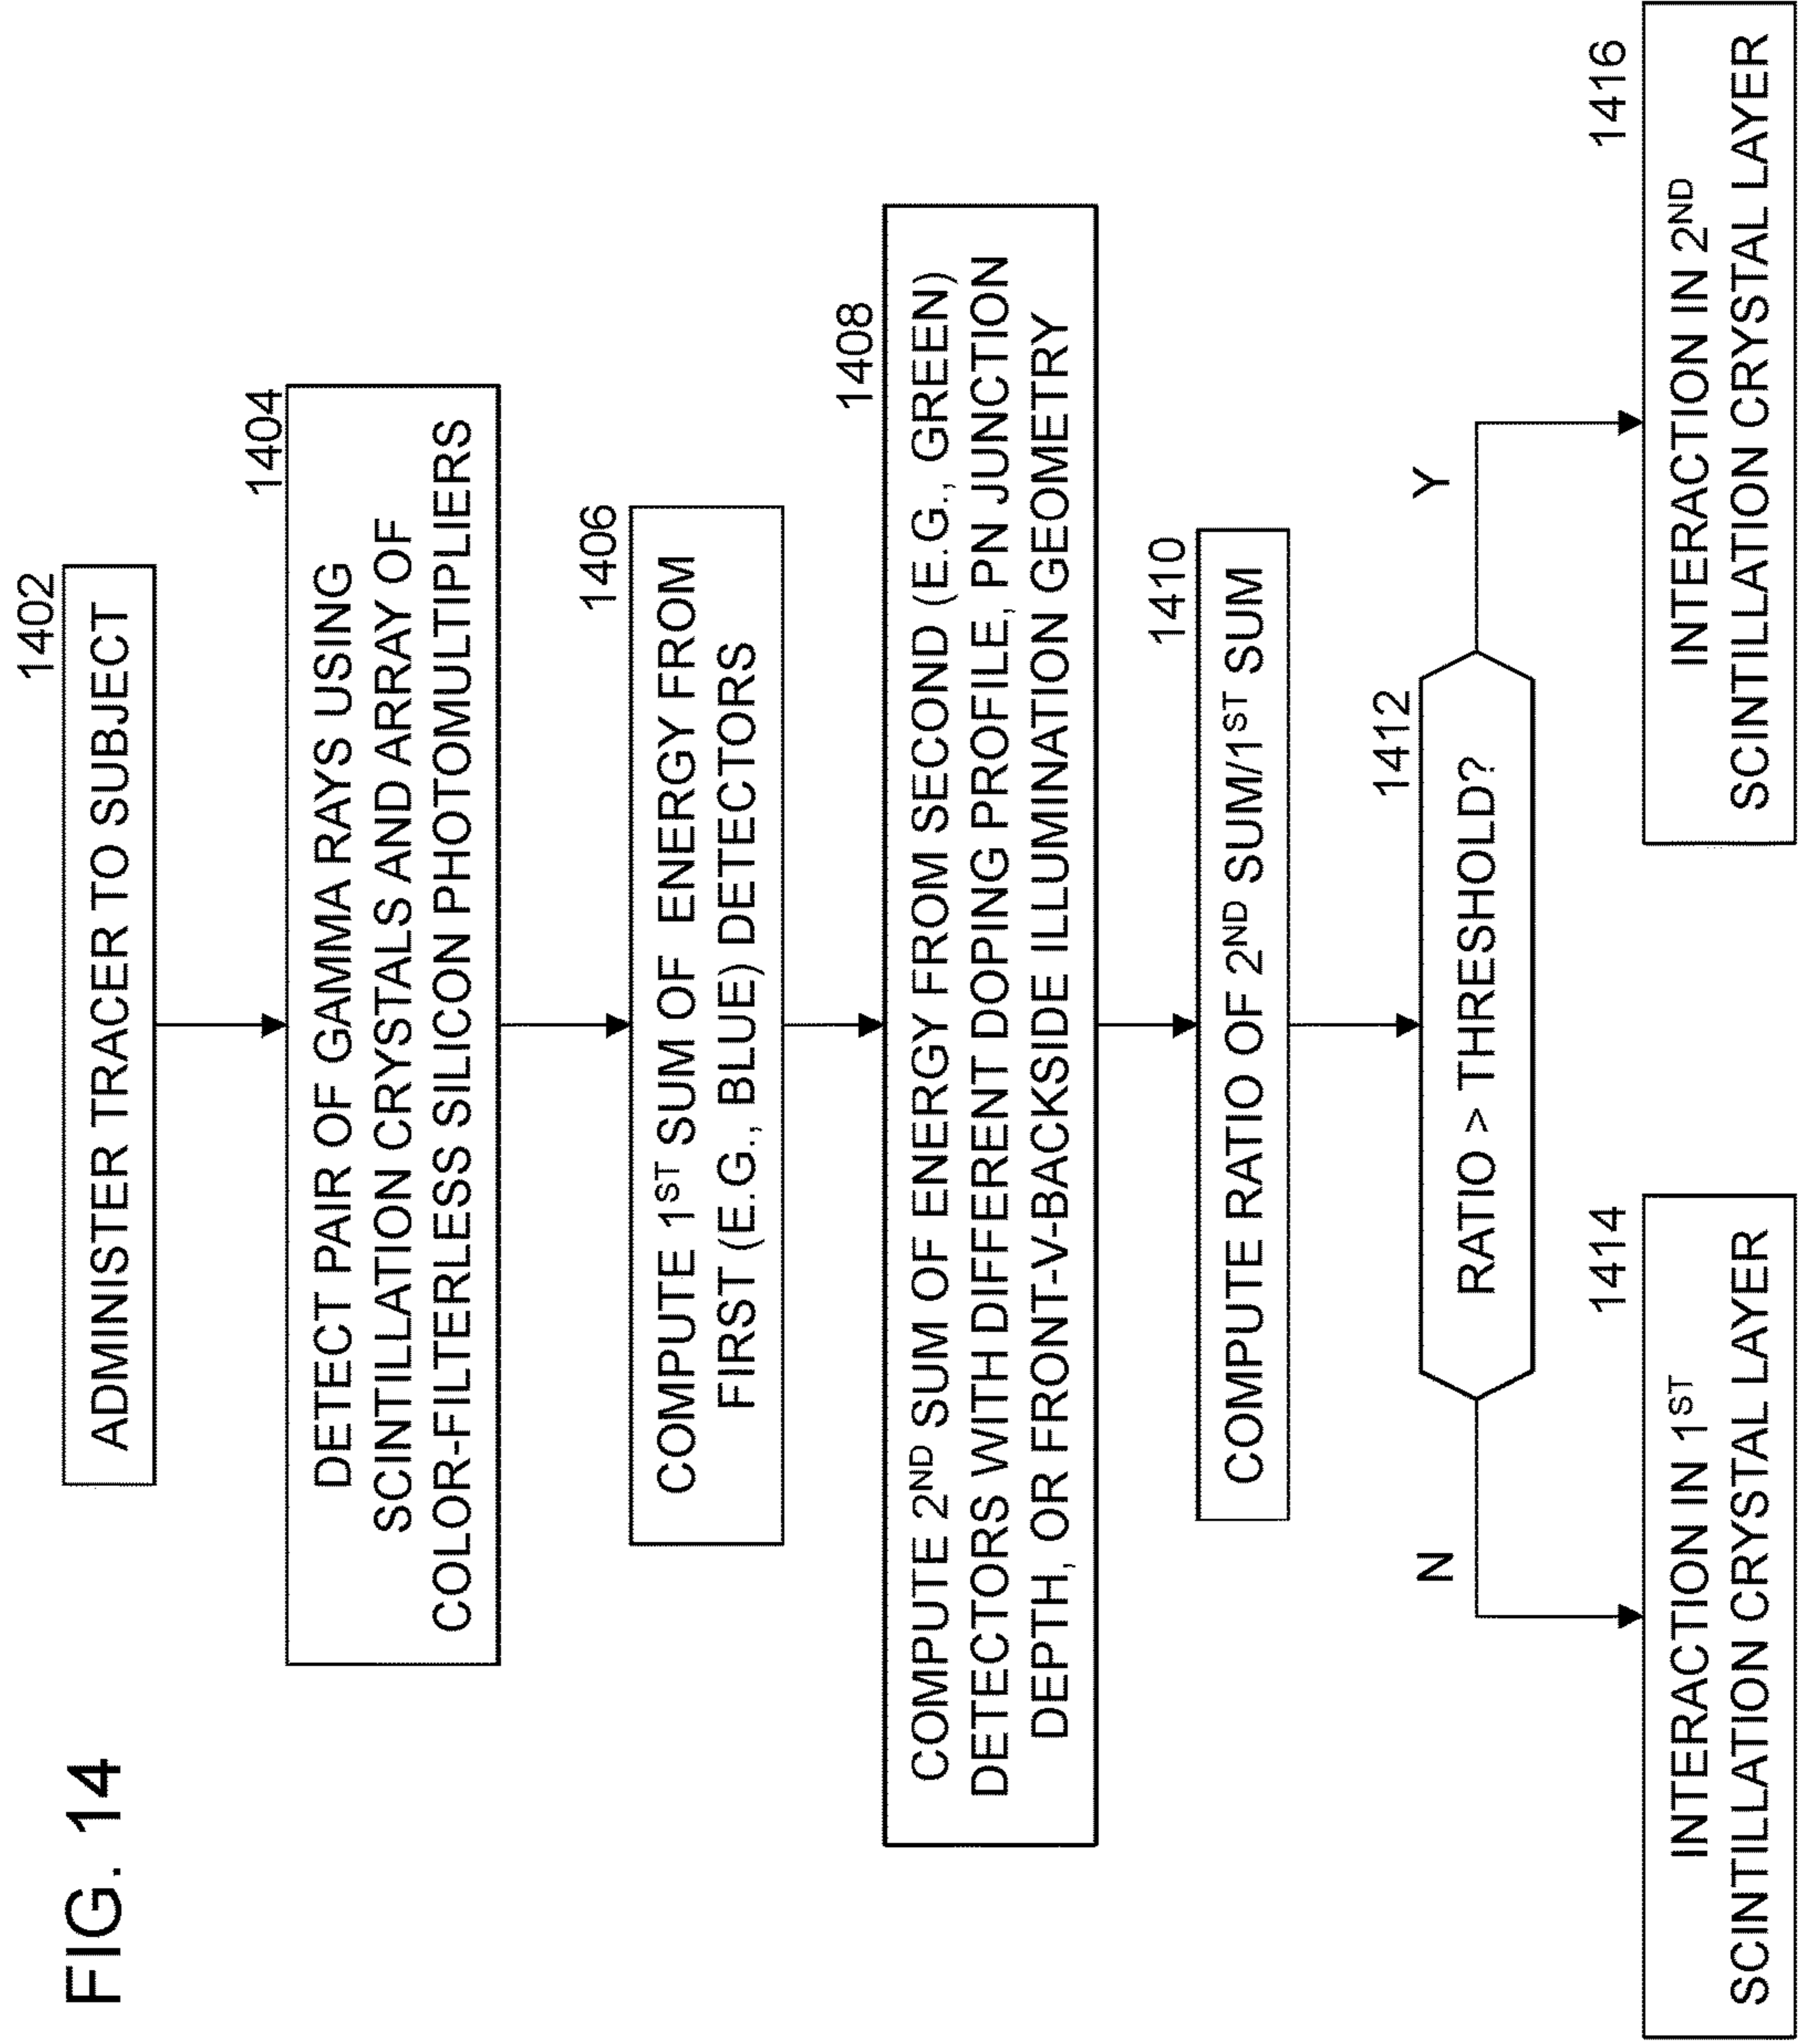 FIG. 14
1402
ADMINISTER TRACER TO SUBJECT
1404
DETECT PAIR OF GAMMA RAYS USING
SCINTILLATION CRYSTALS AND ARRAY OF
COLOR-FILTERLESS SILICON PHOTOMULTIPLIERS
1406
COMPUTE 1ST SUM OF ENERGY FROM
FIRST (E.G., BLUE) DETECTORS
1408
COMPUTE 2ND SUM OF ENERGY FROM SECOND (E.G., GREEN)
DETECTORS WITH DIFFERENT DOPING PROFILE, PN JUNCTION
DEPTH, OR FRONT-V-BACKSIDE ILLUMINATION GEOMETRY
1410
COMPUTE RATIO OF 2ND SUM/1ST SUM
1412
RATIO > THRESHOLD?
N
Y
1414
INTERACTION IN 1ST
SCINTILLATION CRYSTAL LAYER
1416
INTERACTION IN 2ND
SCINTILLATION CRYSTAL LAYER